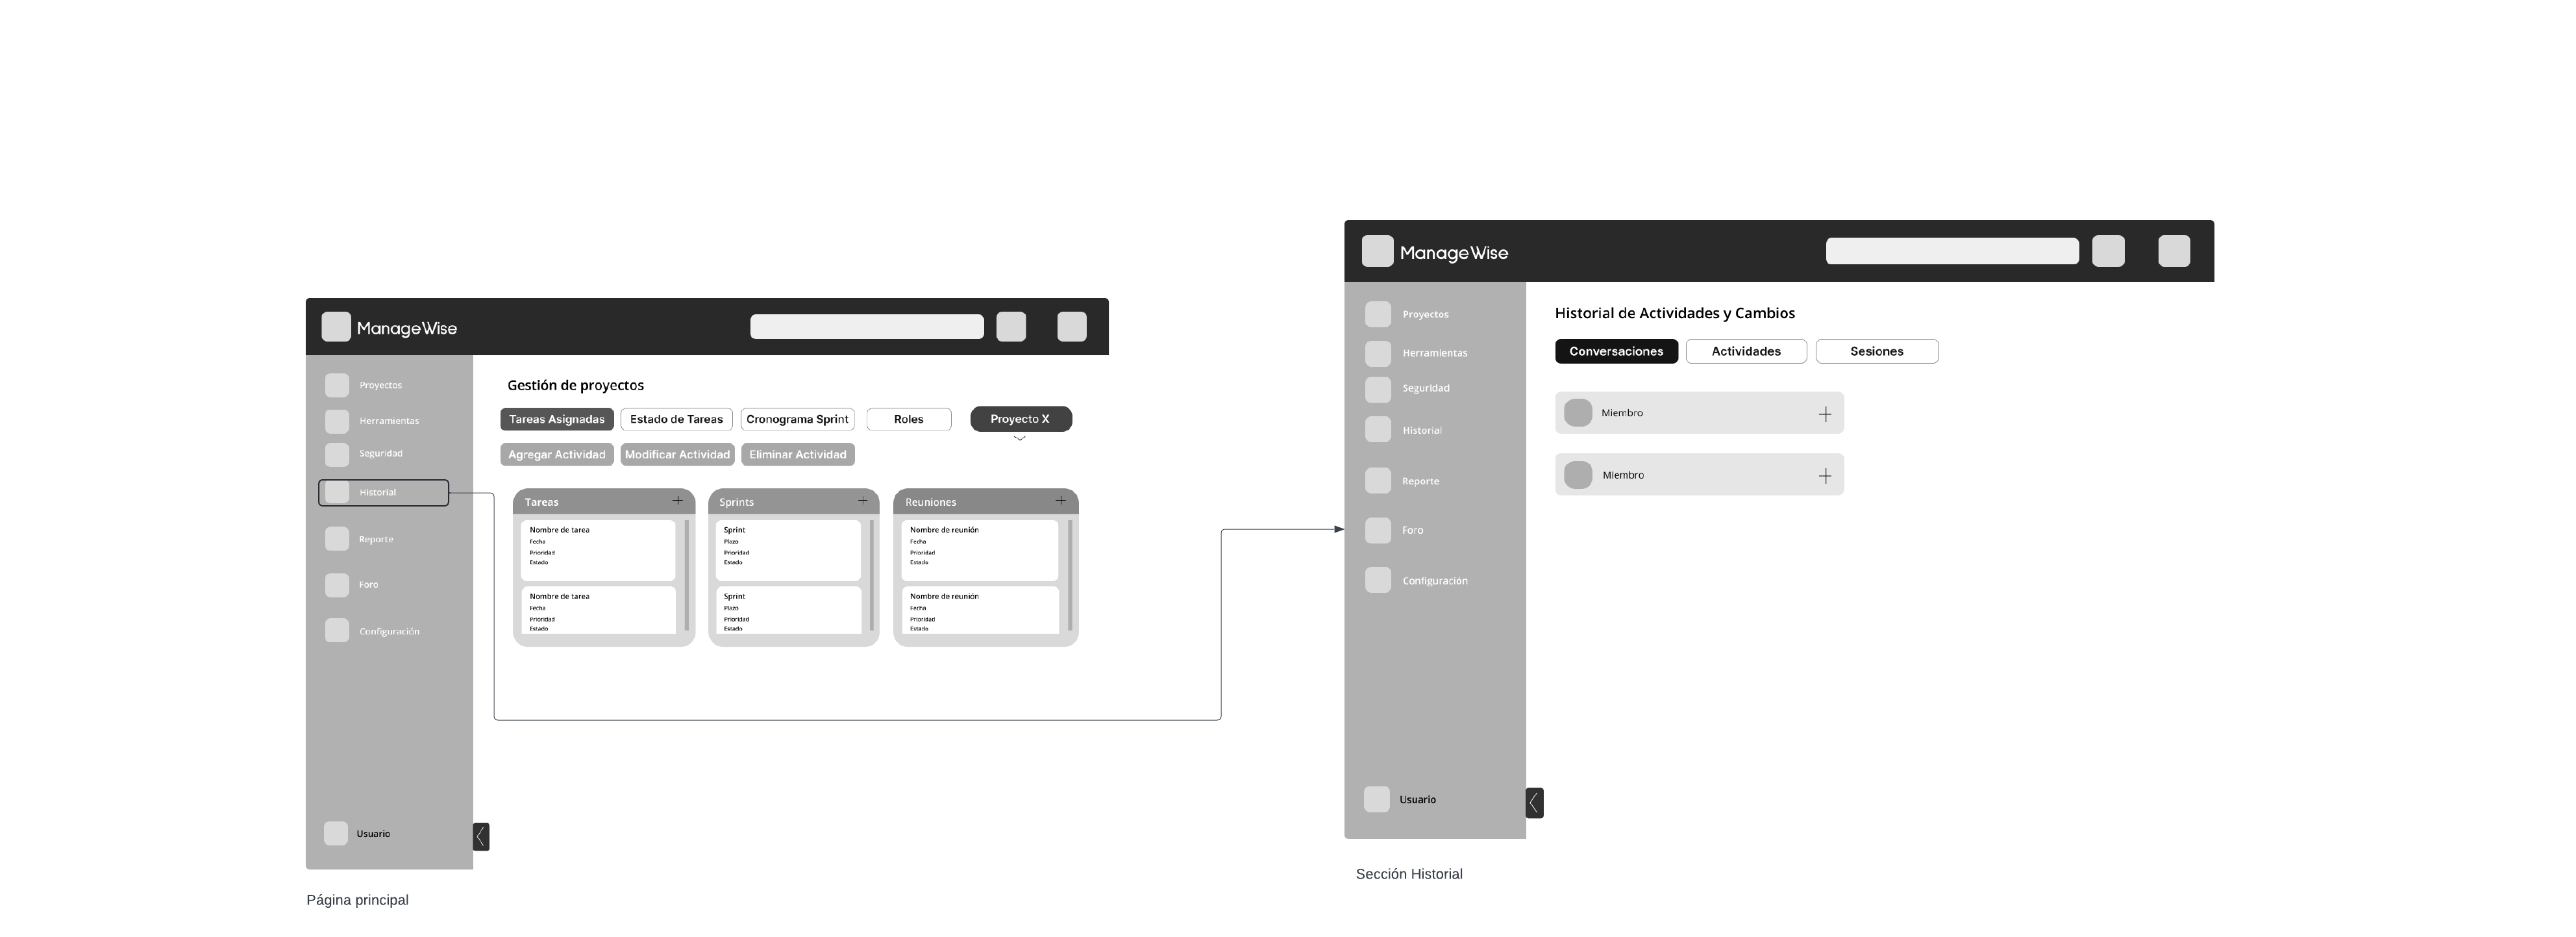 ManageWise
Proyectos
Herramientas
Seguridad
Historial
Reporte
Foro
Configuración
Usuario
Gestión de proyectos
Tareas Asignadas
Estado de Tareas
Cronograma Sprint
Roles
Proyecto X
Agregar Actividad
Modificar Actividad
Eliminar Actividad
Tareas
Nombre de tarea
Fecha
Prioridad
Estado
Nombre de tarea
Fecha
Prioridad
Estado
Sprints
Sprint
Plazo
Prioridad
Estado
Sprint
Plazo
Prioridad
Estado
Reuniones
Nombre de reunión
Fecha
Prioridad
Estado
Nombre de reunión
Fecha
Prioridad
Estado
Página principal
ManageWise
Proyectos
Herramientas
Seguridad
Historial
Reporte
Foro
Configuración
Usuario
Historial de Actividades y Cambios
Conversaciones
Actividades
Sesiones
Miembro
Miembro
Sección Historial